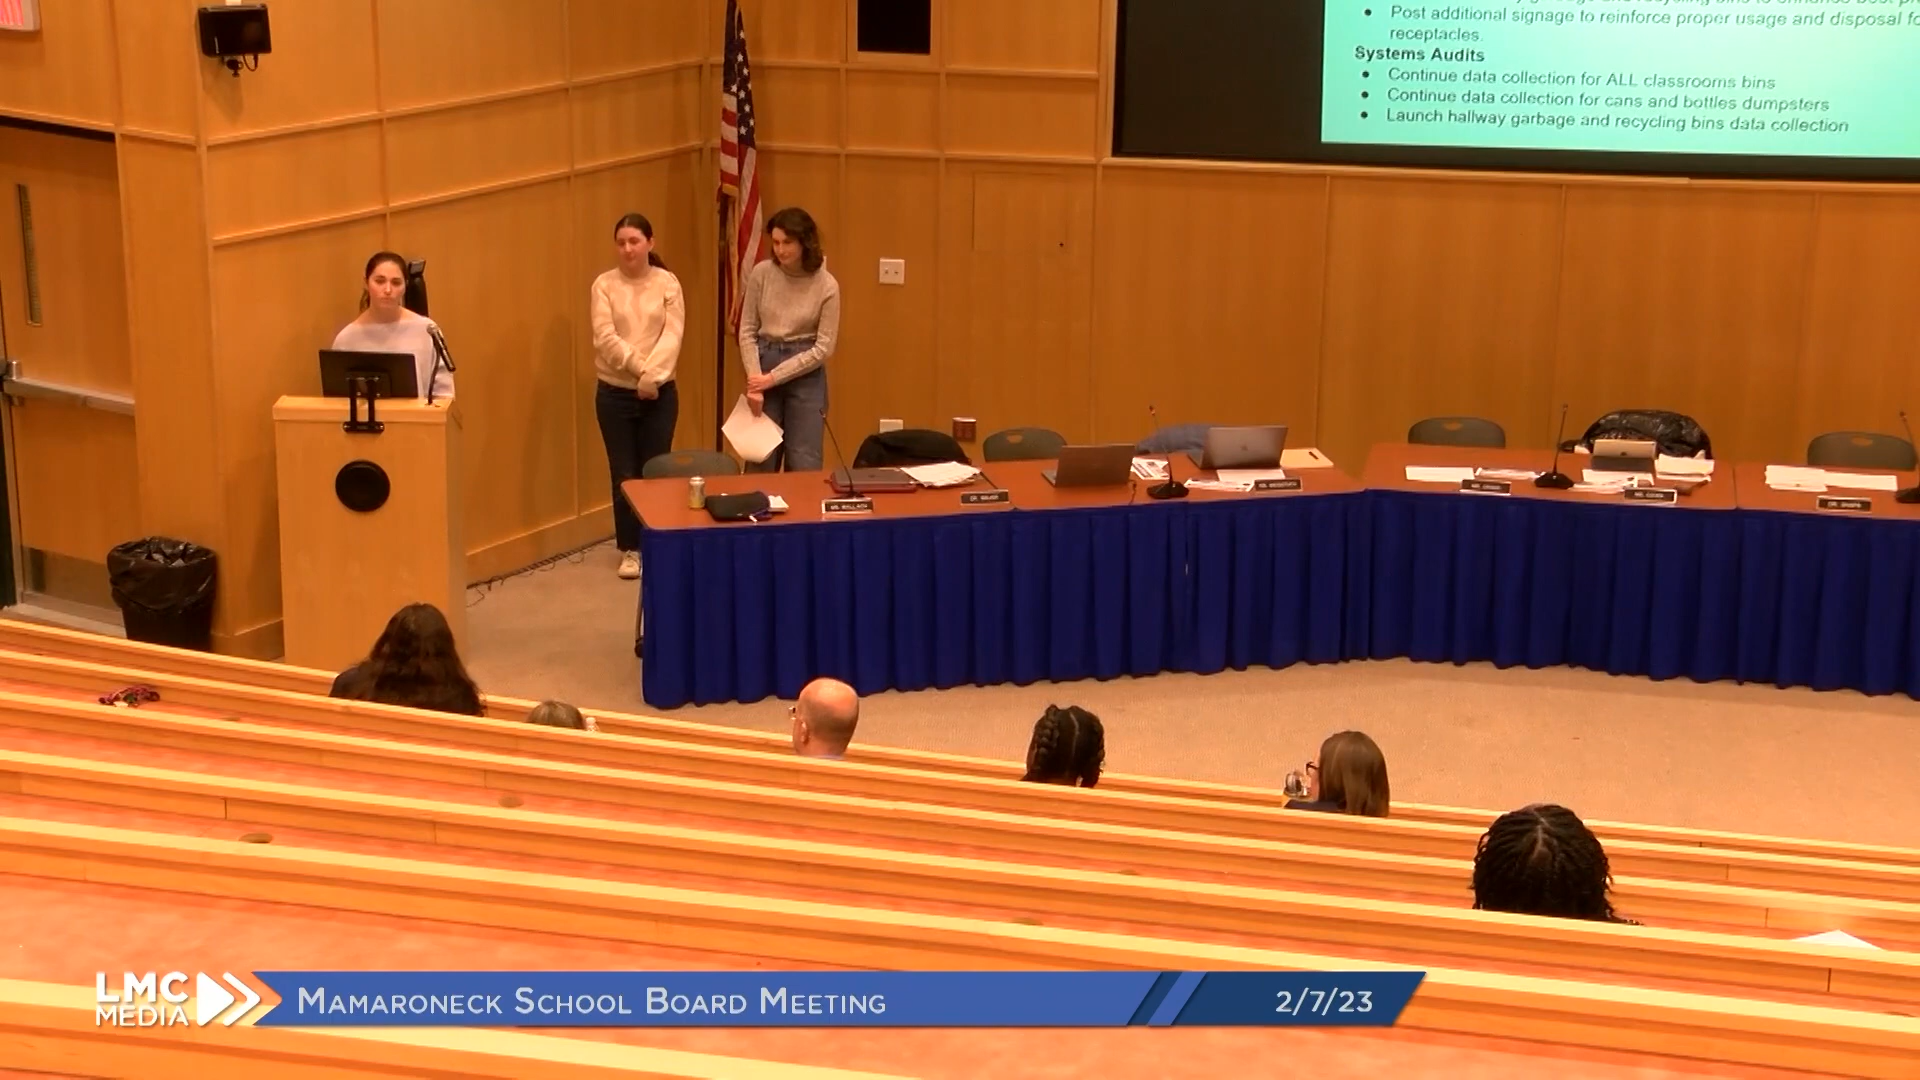 Post additional signage to reinforce proper usage and disposal
receptacles.
Systems Audits
Continue data collection for ALL classrooms bins
Continue data collection for cans and bottles dumpsters
Launch hallway garbage and recycling bins data collection
MS. WALLACH
LMC
MEDIA
MAMARONECK SCHOOL BOARD MEETING
2/7/23